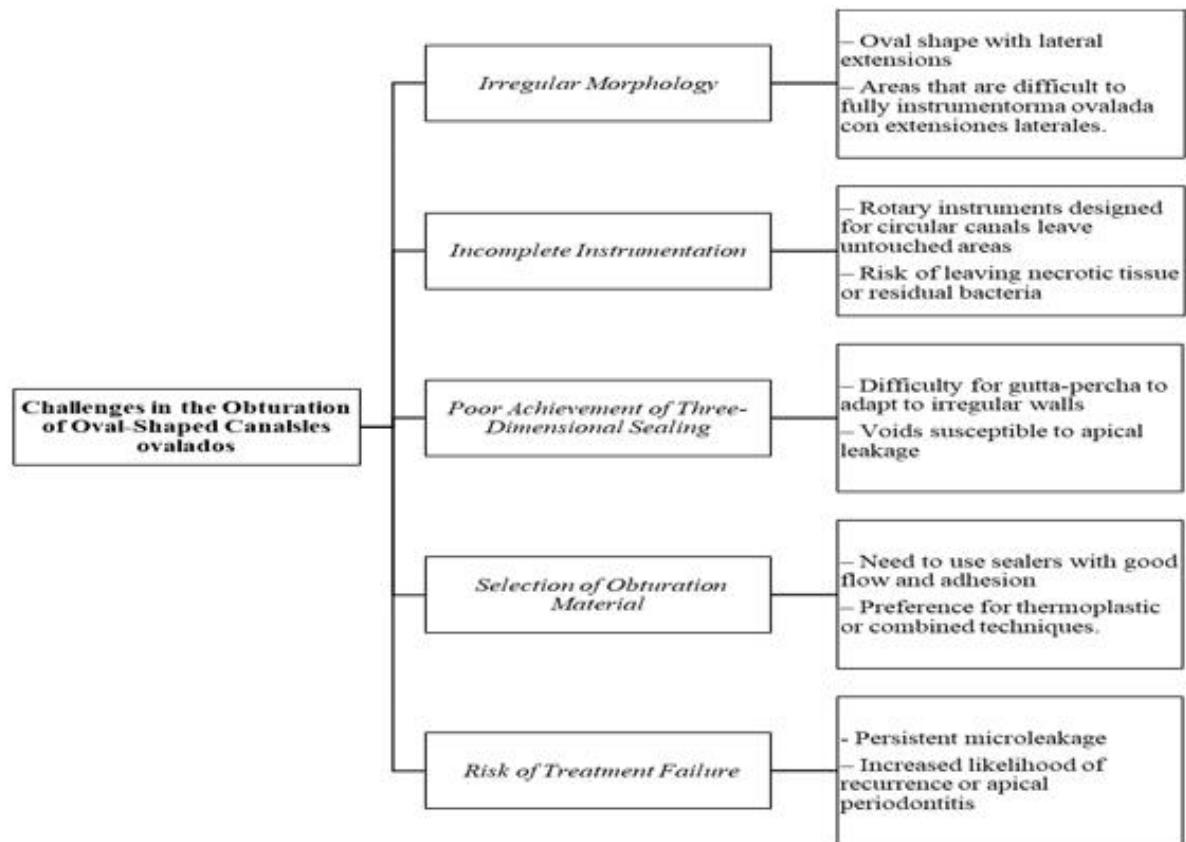 Challenges in the Obturation
of Oval-Shaped Canalsles
ovalados
Irregular Morphology
– Oval shape with lateral
extensions
– Areas that are difficult to
fully instrumentorma ovalada
con extensiones laterales.
Incomplete Instrumentation
– Rotary instruments designed
for circular canals leave
untouched areas
– Risk of leaving necrotic tissue
or residual bacteria
Poor Achievement of Three-
Dimensional Sealing
– Difficulty for gutta-percha to
adapt to irregular walls
– Voids susceptible to apical
leakage
Selection of Obturation
Material
– Need to use sealers with good
flow and adhesion
– Preference for thermoplastic
or combined techniques.
Risk of Treatment Failure
- Persistent microleakage
– Increased likelihood of
recurrence or apical
periodontitis